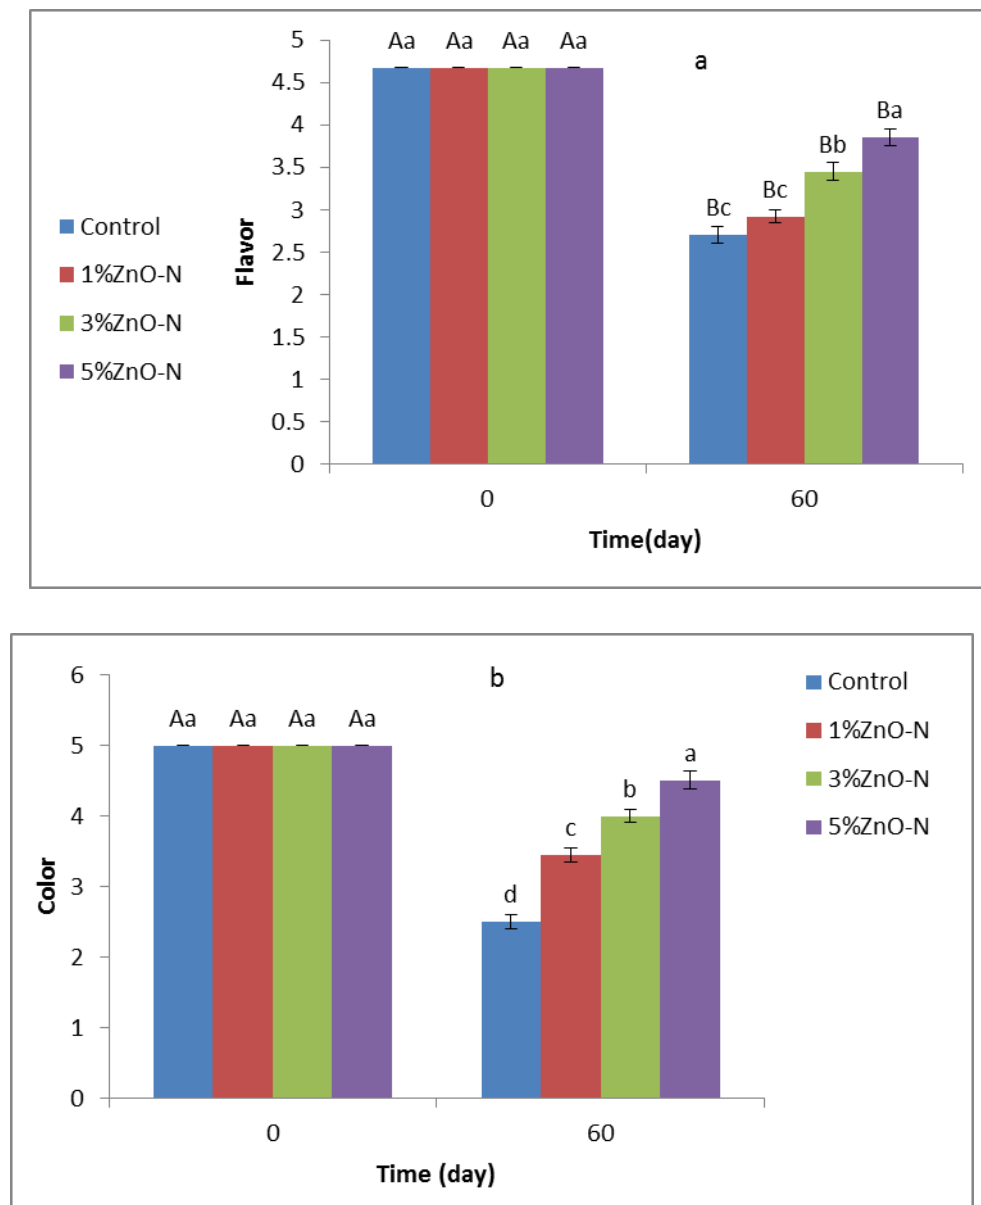 5 Aa Aa Aa Aa a
4.5
4 Ba
3.5 Bb
3 Bc Bc
2.5
2
1.5
1
0.5
0
Flavor
Control
1%ZnO-N
3%ZnO-N
5%ZnO-N
0 60
Time(day)
6 b
5 Aa Aa Aa Aa
4 d c b a
3
2
1
0
Color
Control
1%ZnO-N
3%ZnO-N
5%ZnO-N
0 60
Time (day)